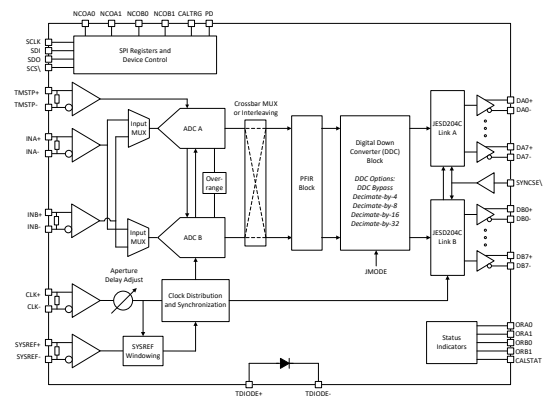 NCOA0 NCOA1 NCOB0 NCOB1 CALTRG PD
SCLK
SDI
SDO
SCS\
SPI Registers and
Device Control
TMSTP+
TMSTP-
INA+
INA-
Input
MUX
ADC A
Crossbar MUX
or Interleaving
Over-
range
INB+
INB-
Input
MUX
ADC B
PFIR
Block
Digital Down
Converter (DDC)
Block
DDC Options:
DDC Bypass
Decimate-by-4
Decimate-by-8
Decimate-by-16
Decimate-by-32
JMODE
JESD204C
Link A
DA0+
DA0-
DA7+
DA7-
SYNCSE\
JESD204C
Link B
DB0+
DB0-
DB7+
DB7-
Aperture
Delay Adjust
CLK+
CLK-
Clock Distribution
and Synchronization
SYSREF+
SYSREF-
SYSREF
Windowing
Status
Indicators
ORA0
ORA1
ORB0
ORB1
CALSTAT
TDIODE+ TDIODE-